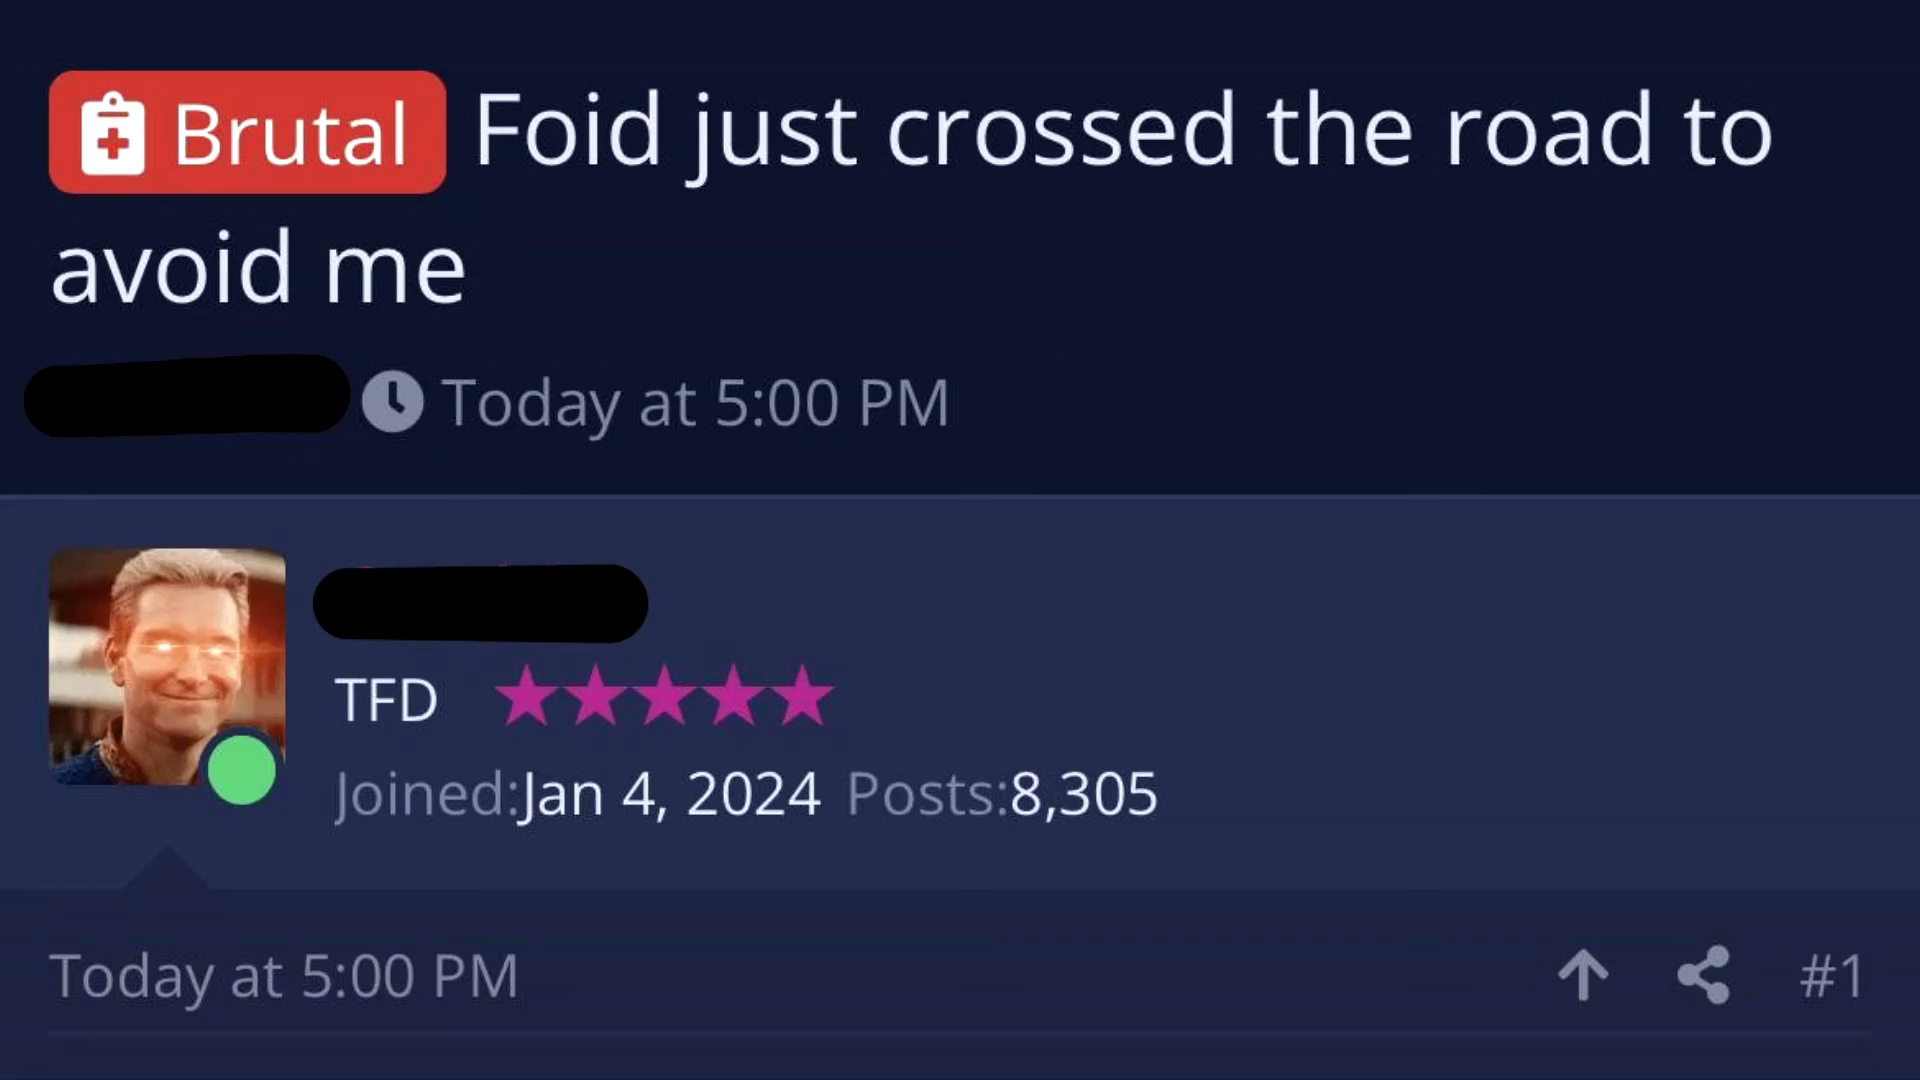 Brutal Foid just crossed the road to
avoid me
Today at 5:00 PM
TFD
Joined:Jan 4, 2024 Posts:8,305
Today at 5:00 PM #1